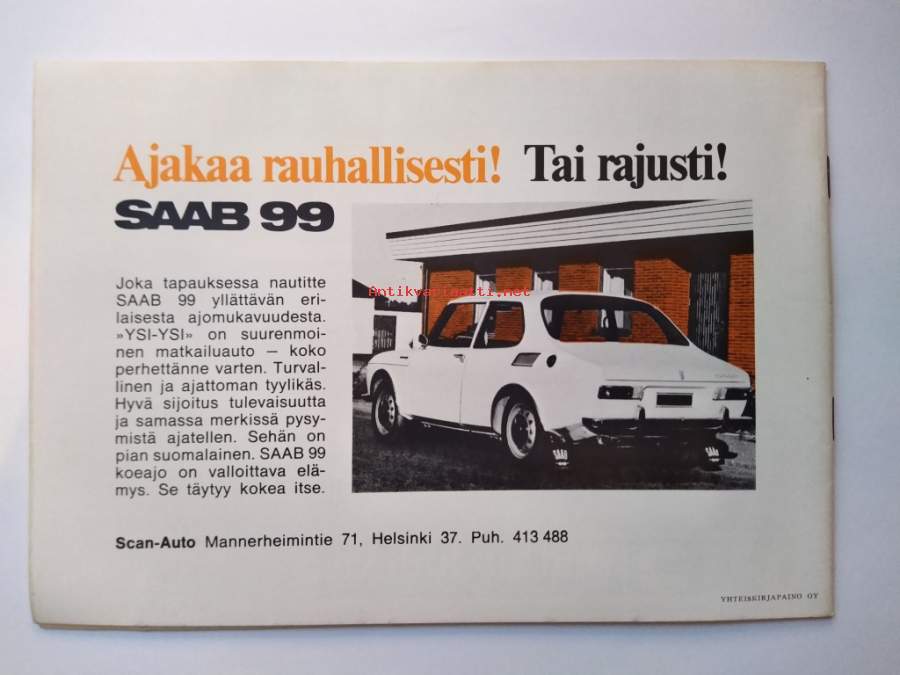 Ajakaa rauhallisesti! Tai rajusti!
SAAB 99
Joka tapauksessa nautitte
SAAB 99 yllättävän eri-
laisesta ajomukavuudesta.
»YSI-YSI» on suurenmoi-
nen matkailuauto — koko
perhettänne varten. Turval-
linen ja ajattoman tyylikäs.
Hyvä sijoitus tulevaisuutta
ja samassa merkissä pysy-
mistä ajatellen. Sehän on
pian suomalainen. SAAB 99
koeajo on valloittava elä-
mys. Se täytyy kokea itse.
Antikvariaatti.net
Scan-Auto Mannerheimintie 71, Helsinki 37. Puh. 413 488
YHTEISKIRJAPAINO OY